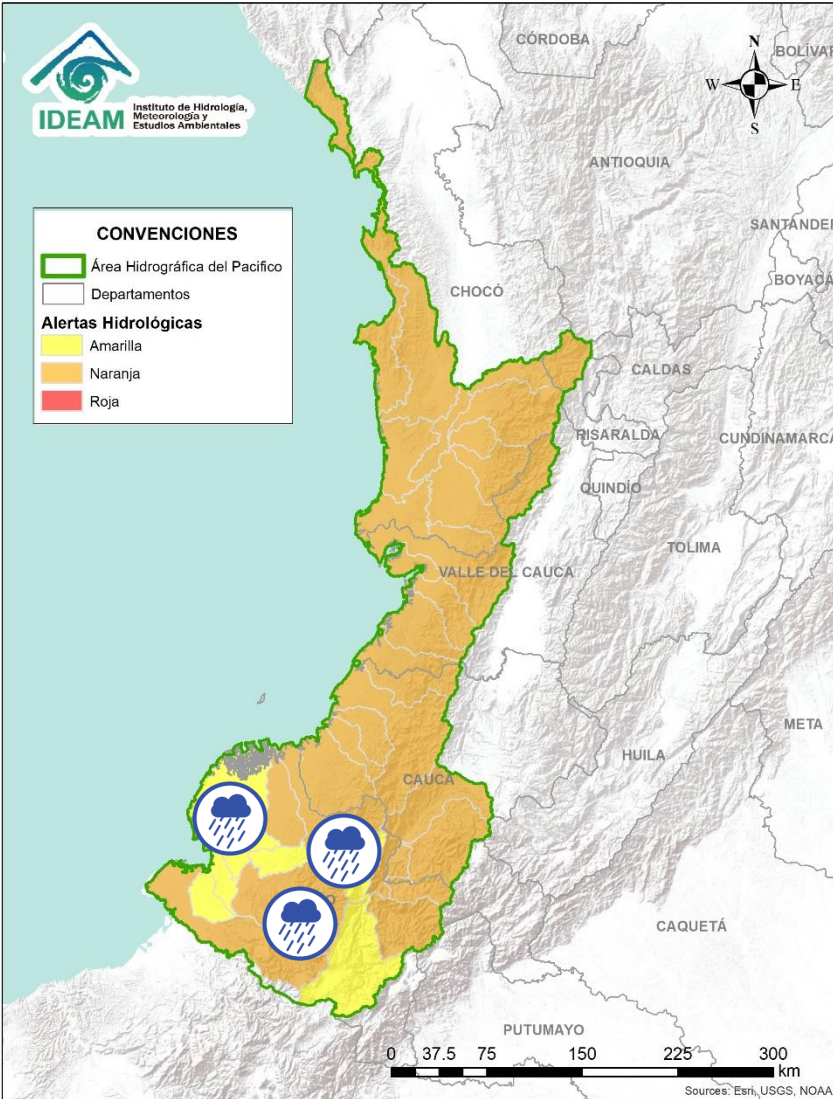 CÓRDOBA
BOLÍVAR
N
W
E
S
IDEAM
Instituto de Hidrología,
Meteorología y
Estudios Ambientales
ANTIOQUIA
SANTANDER
BOYACÁ
CONVENCIONES
Área Hidrográfica del Pacifico
Departamentos
Alertas Hidrológicas
Amarilla
Naranja
Roja
CHOCÓ
CALDAS
RISARALDA
CUNDINAMARCA
QUINDÍO
TOLIMA
VALLE DEL CAUCA
META
HUILA
CAUCA
CAQUETÁ
PUTUMAYO
0 37.5 75 150 225 300
km
Sources: Esri, USGS, NOAA